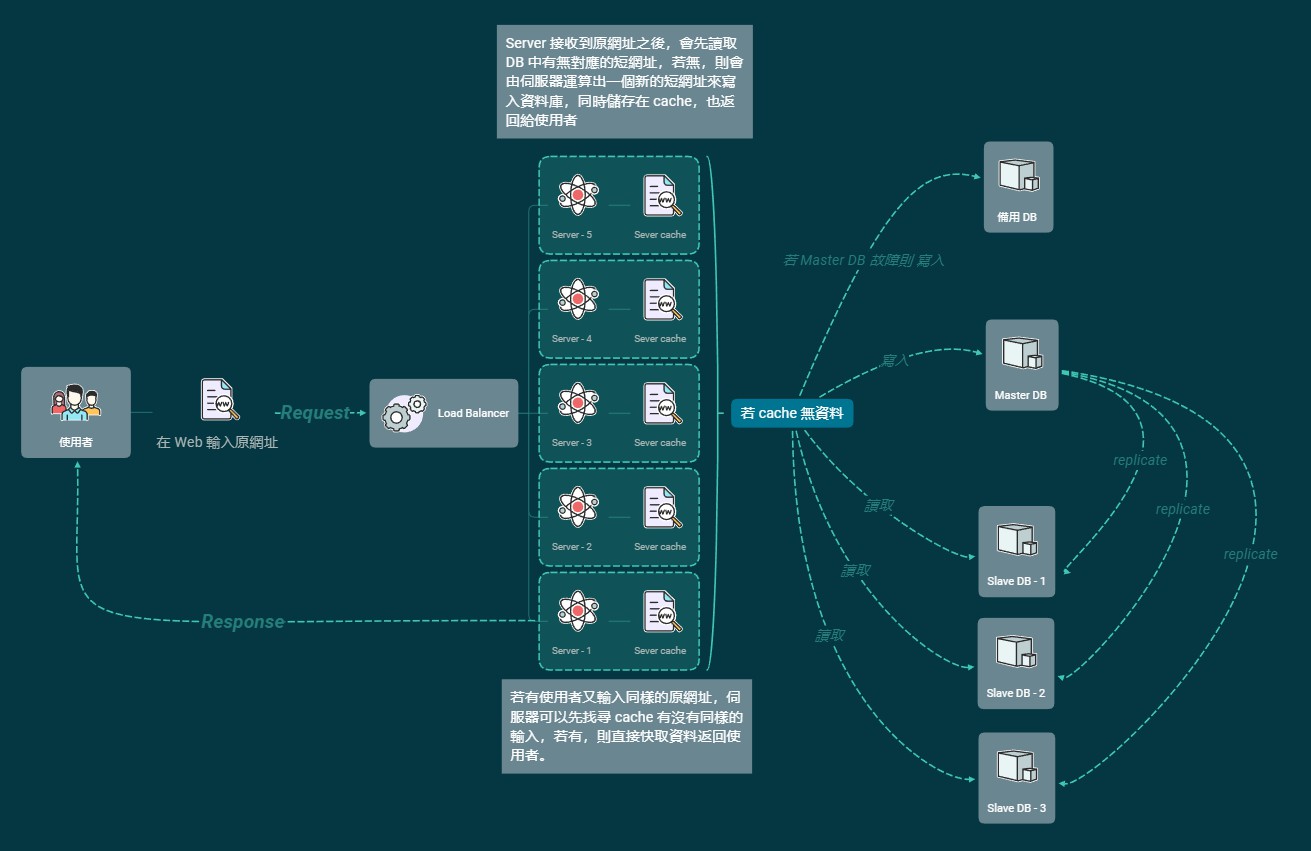 Server 接收到原網址之後，會先讀取
DB 中有無對應的短網址，若無，則會
由伺服器運算出一個新的短網址來寫
入資料庫，同時儲存在 cache，也返
回給使用者
Server - 5
Sever cache
Server - 4
Sever cache
Server - 3
Sever cache
Server - 2
Sever cache
Server - 1
Sever cache
使用者
在 Web 輸入原網址
Request
Load Balancer
Response
若有使用者又輸入同樣的原網址，伺
服器可以先找尋 cache 有沒有同樣的
輸入，若有，則直接快取資料返回使
用者。
若 cache 無資料
若 Master DB 故障則 寫入
備用 DB
寫入
Master DB
讀取
讀取
讀取
replicate
replicate
replicate
Slave DB - 1
Slave DB - 2
Slave DB - 3